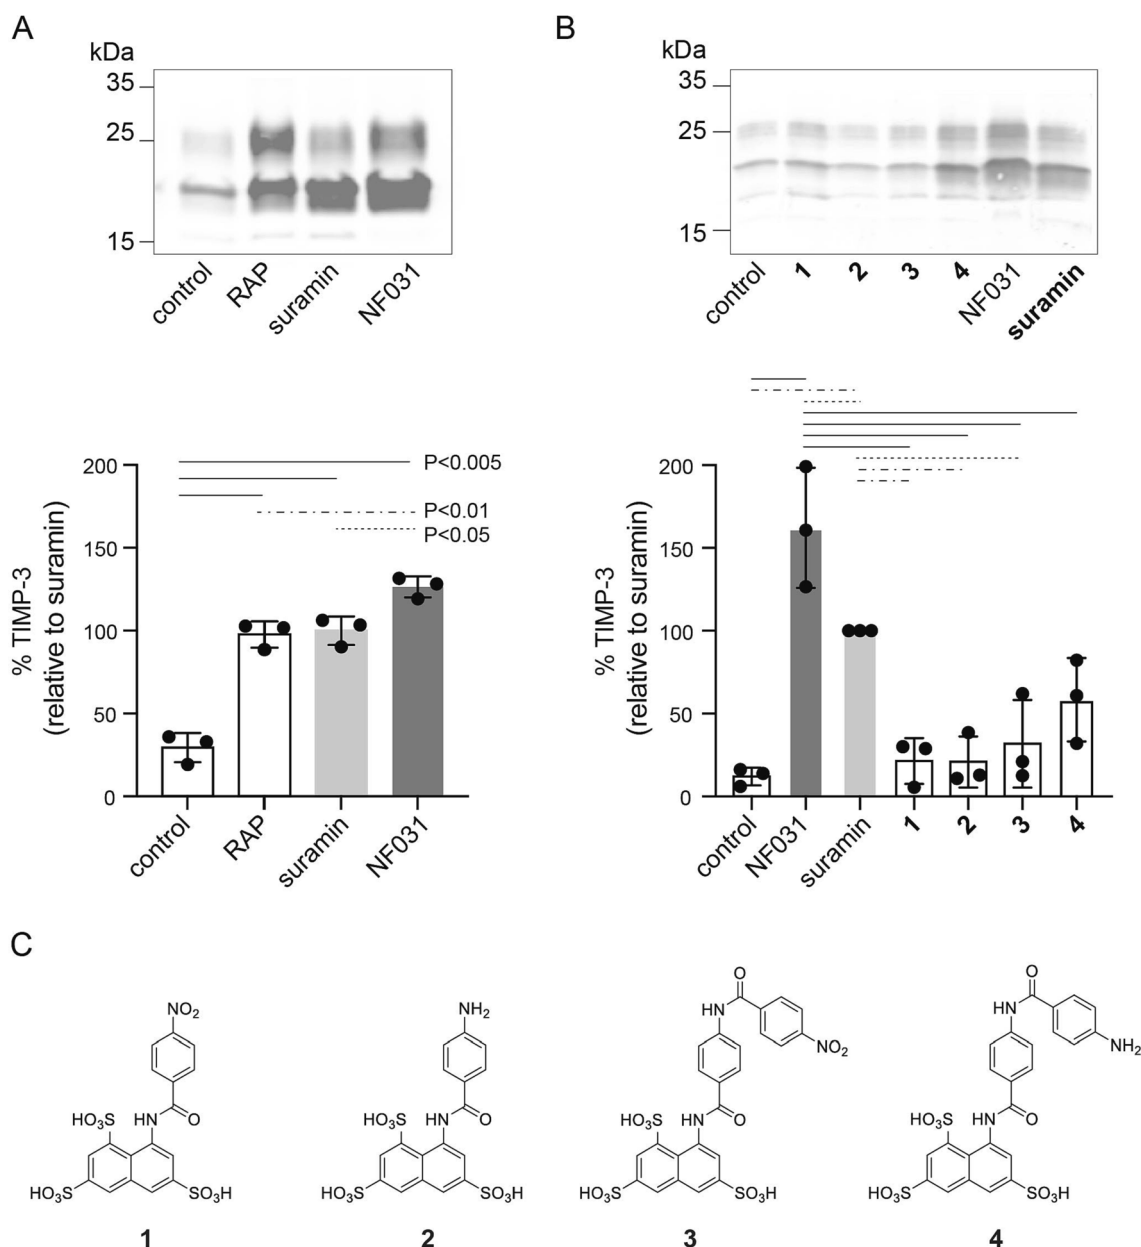 A
kDa
35
25
15
control
RAP
suramin
NF031
B
kDa
35
25
15
control
1
2
3
4
NF031
suramin
% TIMP-3
(relative to suramin)
200
150
100
50
0
P<0.005
P<0.01
P<0.05
control
RAP
suramin
NF031
% TIMP-3
(relative to suramin)
200
150
100
50
0
control
NF031
suramin
1
2
3
4
C
NO2
HO3S
HN
O
HO3S
SO3H
1
NH2
HO3S
HN
O
HO3S
SO3H
2
O
HN
NO2
HO3S
HN
O
HO3S
SO3H
3
O
HN
NH2
HO3S
HN
O
HO3S
SO3H
4